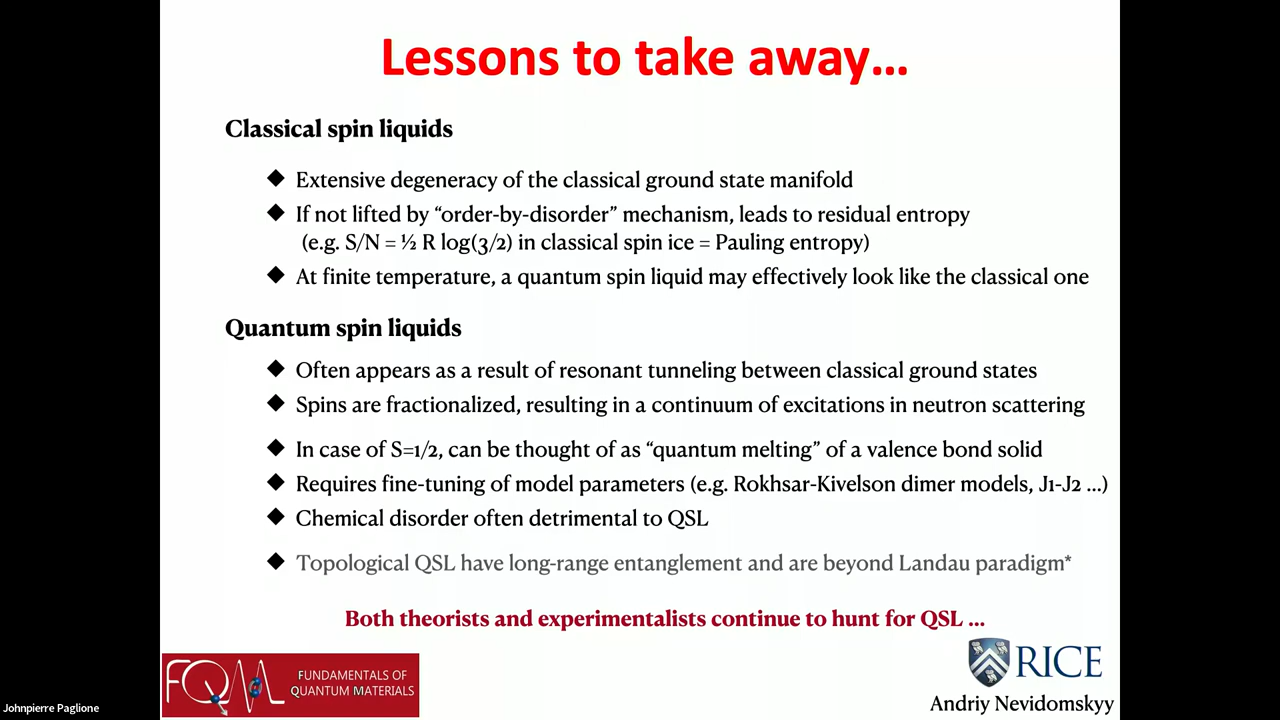 Lessons to take away...
Classical spin liquids
◆ Extensive degeneracy of the classical ground state manifold
◆ If not lifted by “order-by-disorder” mechanism, leads to residual entropy
(e.g. S/N = ½ R log(3/2) in classical spin ice = Pauling entropy)
◆ At finite temperature, a quantum spin liquid may effectively look like the classical one
Quantum spin liquids
◆ Often appears as a result of resonant tunneling between classical ground states
◆ Spins are fractionalized, resulting in a continuum of excitations in neutron scattering
◆ In case of S=1/2, can be thought of as “quantum melting” of a valence bond solid
◆ Requires fine-tuning of model parameters (e.g. Rokhsar-Kivelson dimer models, J1-J2 ...)
◆ Chemical disorder often detrimental to QSL
◆ Topological QSL have long-range entanglement and are beyond Landau paradigm*
Both theorists and experimentalists continue to hunt for QSL ...
FQM
FUNDAMENTALS OF
QUANTUM MATERIALS
RICE
Andriy Nevidomskyy
Johnpierre Paglione